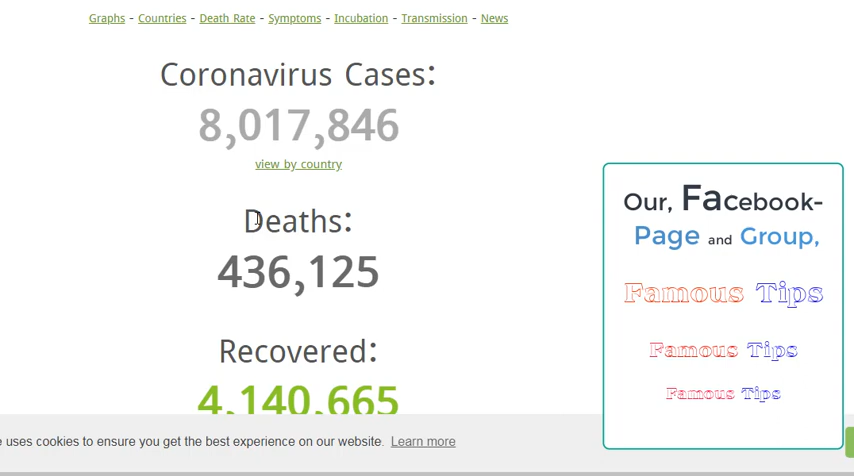 Graphs - Countries - Death Rate - Symptoms - Incubation - Transmission - News
Coronavirus Cases:
8,017,846
view by country
Deaths:
436,125
Recovered:
4,140,665
uses cookies to ensure you get the best experience on our website. Learn more
Our, Facebook-
Page and Group,
Famous Tips
Famous Tips
Famous Tips